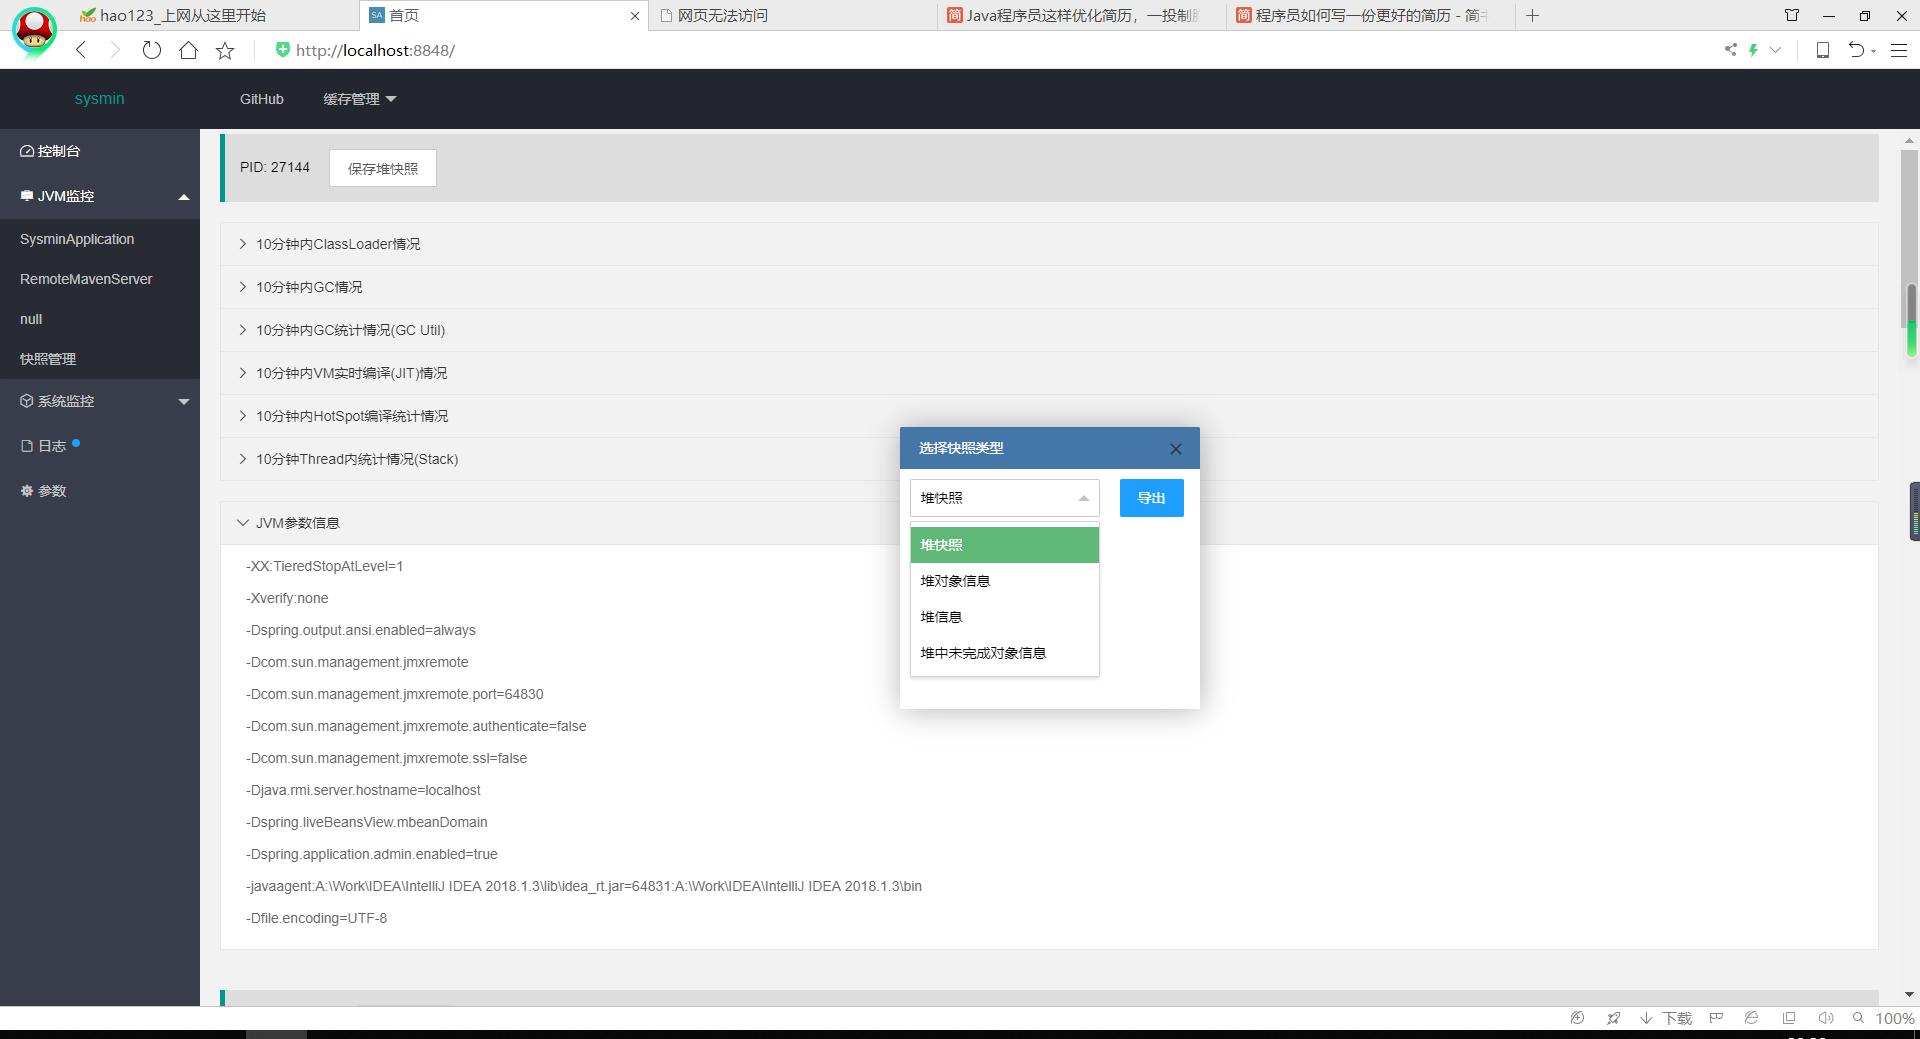 hao123_上网从这里开始
SA 首页
网页无法访问
简 Java程序员这样优化简历，一投制
简 程序员如何写一份更好的简历 - 简
http://localhost:8848/
sysmin
GitHub
缓存管理
控制台
JVM监控
SysminApplication
RemoteMavenServer
null
快照管理
系统监控
日志
参数
PID: 27144
保存堆快照
10分钟内ClassLoader情况
10分钟内GC情况
10分钟内GC统计情况(GC Util)
10分钟内VM实时编译(JIT)情况
10分钟内HotSpot编译统计情况
10分钟Thread内统计情况(Stack)
JVM参数信息
-XX:TieredStopAtLevel=1
-Xverify:none
-Dspring.output.ansi.enabled=always
-Dcom.sun.management.jmxremote
-Dcom.sun.management.jmxremote.port=64830
-Dcom.sun.management.jmxremote.authenticate=false
-Dcom.sun.management.jmxremote.ssl=false
-Djava.rmi.server.hostname=localhost
-Dspring.liveBeansView.mbeanDomain
-Dspring.application.admin.enabled=true
-javaagent:A:\Work\IDEA\IntelliJ IDEA 2018.1.3\lib\idea_rt.jar=64831:A:\Work\IDEA\IntelliJ IDEA 2018.1.3\bin
-Dfile.encoding=UTF-8
选择快照类型
堆快照
导出
堆快照
堆对象信息
堆信息
堆中未完成对象信息
下载
100%